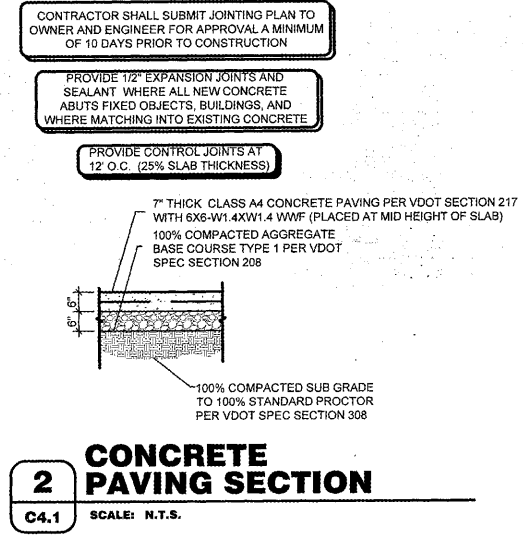 CONTRACTOR SHALL SUBMIT JOINTING PLAN TO
OWNER AND ENGINEER FOR APPROVAL A MINIMUM
OF 10 DAYS PRIOR TO CONSTRUCTION
PROVIDE 1/2" EXPANSION JOINTS AND
SEALANT WHERE ALL NEW CONCRETE
ABUTS FIXED OBJECTS, BUILDINGS, AND
WHERE MATCHING INTO EXISTING CONCRETE
PROVIDE CONTROL JOINTS AT
12' O.C. (25% SLAB THICKNESS)
7" THICK CLASS A4 CONCRETE PAVING PER VDOT SECTION 217
WITH 6X6-W1.4XW1.4 WWF (PLACED AT MID HEIGHT OF SLAB)
100% COMPACTED AGGREGATE
BASE COURSE TYPE 1 PER VDOT
SPEC SECTION 208
6"
6"
100% COMPACTED SUB GRADE
TO 100% STANDARD PROCTOR
PER VDOT SPEC SECTION 308
2
C4.1
CONCRETE
PAVING SECTION
SCALE: N.T.S.